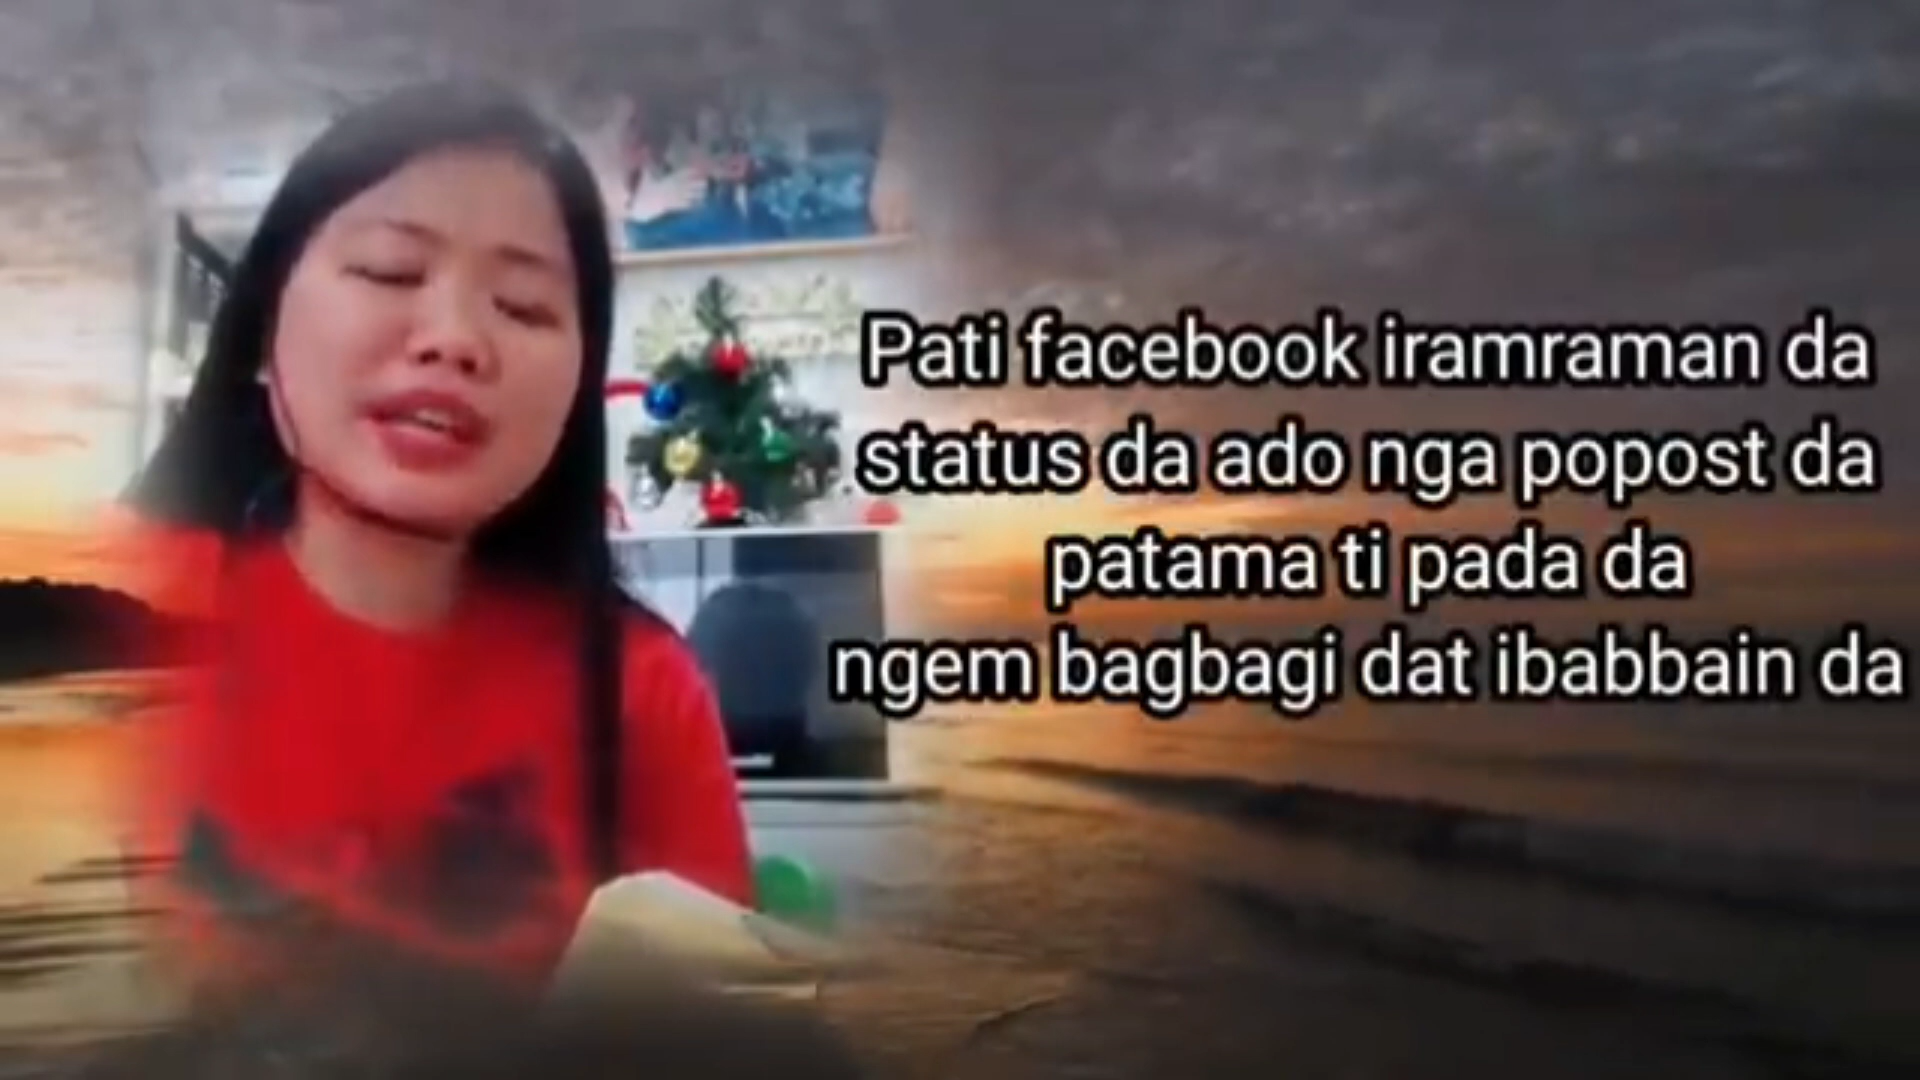 Pati facebook iramraman da
status da ado nga popost da
patama ti pada da
ngem bagbagi dat ibabbain da